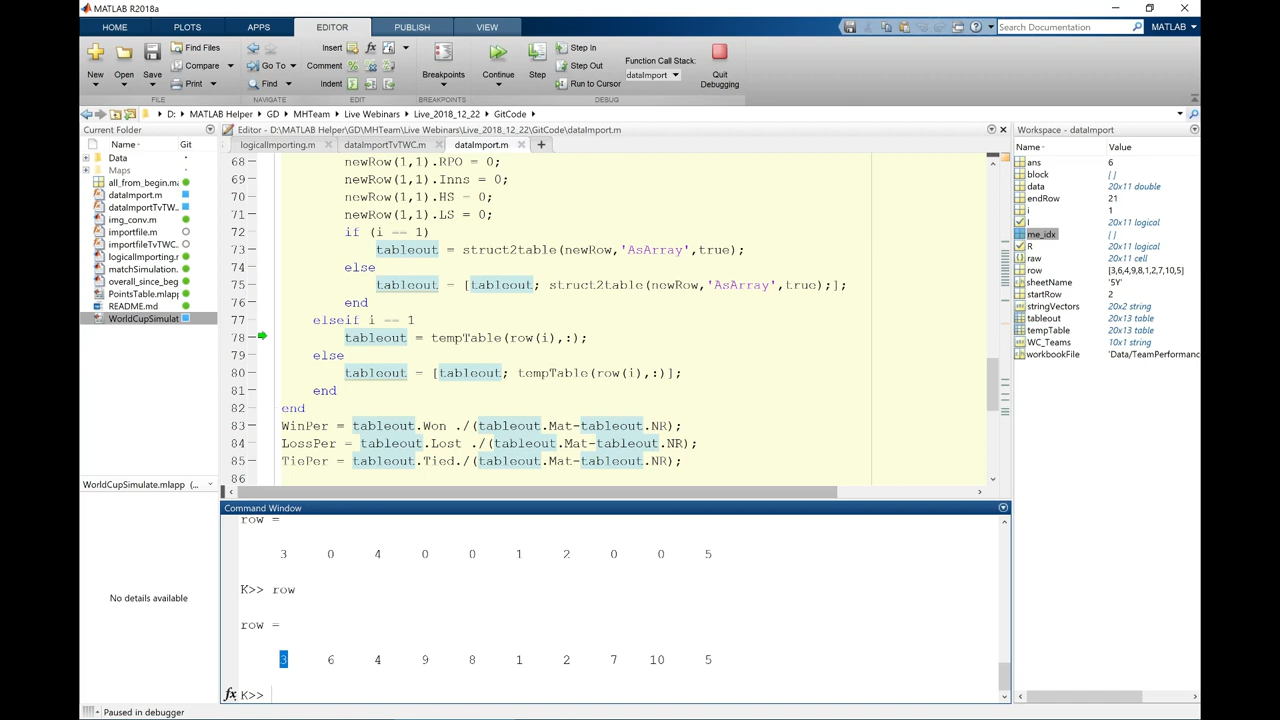 MATLAB R2018a
HOME PLOTS APPS EDITOR PUBLISH VIEW
Search Documentation
MATLAB
New Open Save
Find Files
Compare
Print
FILE
Insert
Go To Comment
Find Indent
NAVIGATE EDIT
Breakpoints
BREAKPOINTS
Continue
Step
Step In
Step Out
Run to Cursor
Function Call Stack:
dataImport
Quit Debugging
DEBUG
D: MATLAB Helper GD MHTeam Live Webinars Live_2018_12_22 GitCode
Current Folder
Name Git
Data
Maps
all_from_begin.ma
dataImport.m
dataImportTvTW...
img_conv.m
importfile.m
importfileTvTWC...
logicalImporting.m
matchSimulation.
overall_since_beg
PointsTable.mlapp
README.md
WorldCupSimulat
WorldCupSimulate.mlapp (...
No details available
Editor - D:\MATLAB Helper\GD\MHTeam\Live Webinars\Live_2018_12_22\GitCode\dataImport.m
logicalImporting.m dataImportTvTWC.m dataImport.m
68 newRow(1,1).RPO = 0;
69 newRow(1,1).Inns = 0;
70 newRow(1,1).HS = 0;
71 newRow(1,1).LS = 0;
72 if (i == 1)
73 tableout = struct2table(newRow,'AsArray',true);
74 else
75 tableout = [tableout; struct2table(newRow,'AsArray',true);];
76 end
77 elseif i == 1
78 tableout = tempTable(row(i),:);
79 else
80 tableout = [tableout; tempTable(row(i),:)];
81 end
82 end
83 WinPer = tableout.Won ./(tableout.Mat-tableout.NR);
84 LossPer = tableout.Lost ./(tableout.Mat-tableout.NR);
85 TiePer = tableout.Tied./(tableout.Mat-tableout.NR);
86
Command Window
row =
3 0 4 0 0 1 2 0 0 5
K>> row
row =
3 6 4 9 8 1 2 7 10 5
fx K>>
Workspace - dataImport
Name Value
ans 6
block [ ]
data 20x11 double
endRow 21
i 1
I 20x11 logical
me_idx [ ]
R 20x11 logical
raw 20x11 cell
row [3,6,4,9,8,1,2,7,10,5]
sheetName '5Y'
startRow 2
stringVectors 20x2 string
tableout 20x13 table
tempTable 20x13 table
WC_Teams 10x1 string
workbookFile 'Data/TeamPerformanc
Paused in debugger